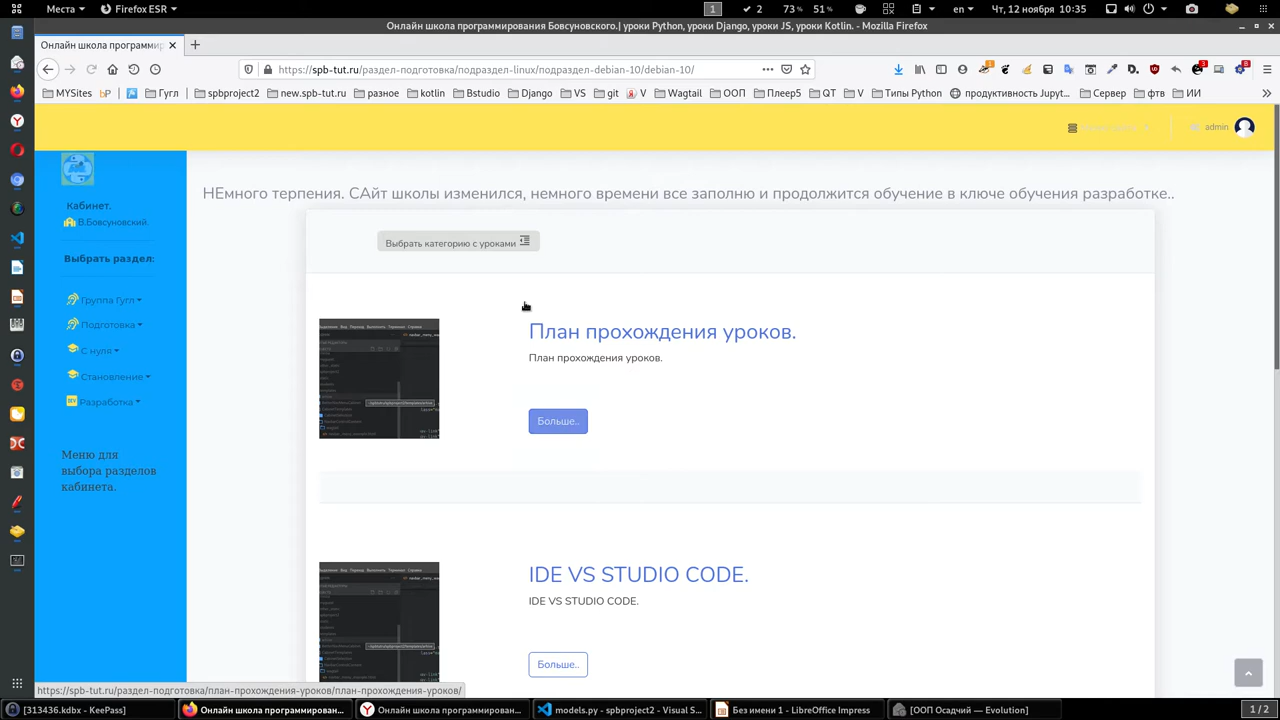 Места Firefox ESR 1 2 73% 51% en Чт, 12 ноября 10:35
Онлайн школа программирования Бовсуновского.| уроки Python, уроки Django, уроки JS, уроки Kotlin. - Mozilla Firefox
Онлайн школа программир
https://spb-tut.ru/раздел-подготовка/подраздел-linux/подраздел-debian-10/debian-10/
MYSites Гугл spbproject2 new.spb-tut.ru разное kotlin Bstudio Django VS git V Wagtail ООП Плеер5 QT V Типы Python продуктивность Jupyt... Сервер фтв ИИ
admin
НЕмного терпения. САйт школы изменился, немного времени все заполню и продолжится обучение в ключе обучения разработке..
Кабинет.
В.Бовсуновский.
Выбрать раздел:
Группа Гугл
Подготовка
С нуля
Становление
Разработка
Меню для
выбора разделов
кабинета.
Выбрать категорию с уроками
План прохождения уроков.
План прохождения уроков.
Больше..
IDE VS STUDIO CODE.
IDE VS STUDIO CODE.
Больше..
https://spb-tut.ru/раздел-подготовка/план-прохождения-уроков/план-прохождения-уроков/
[313436.kdbx - KeePass] Онлайн школа программирован... Онлайн школа программирован... models.py - spbproject2 - Visual S... Без имени 1 - LibreOffice Impress [ООП Осадчий — Evolution] 1 / 2